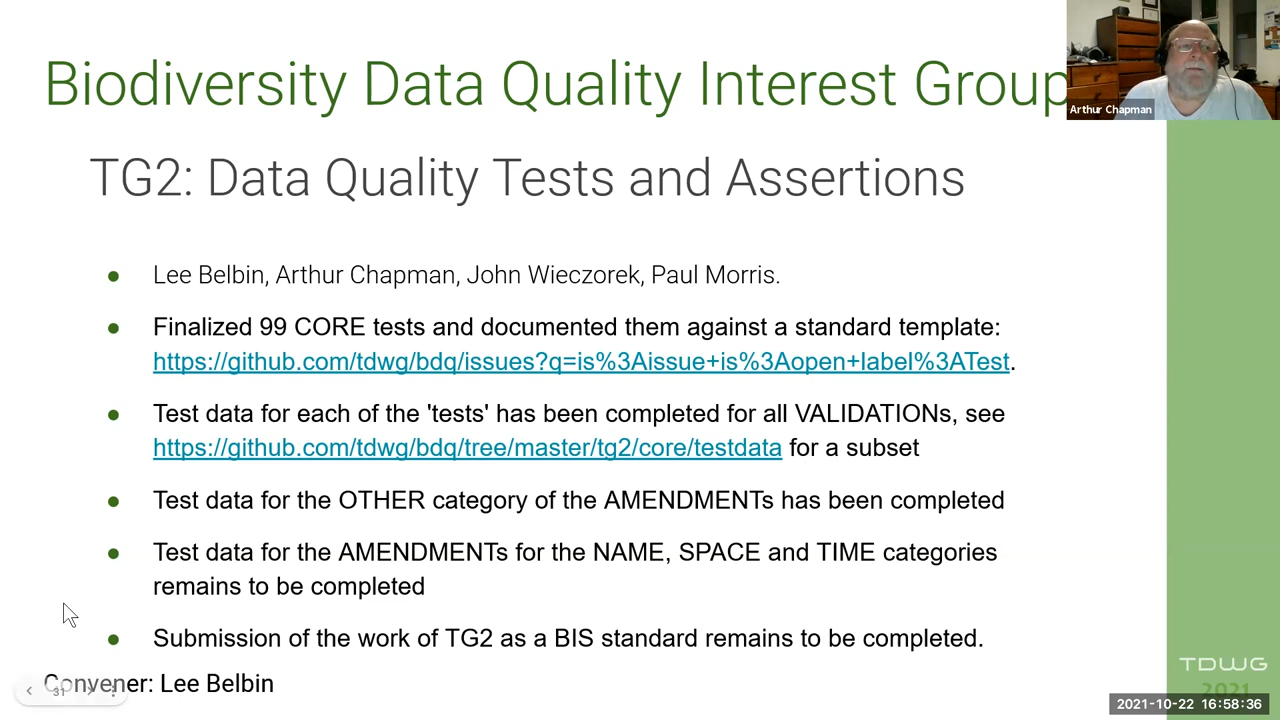 Biodiversity Data Quality Interest Group
Arthur Chapman
TG2: Data Quality Tests and Assertions
Lee Belbin, Arthur Chapman, John Wieczorek, Paul Morris.
Finalized 99 CORE tests and documented them against a standard template:
https://github.com/tdwg/bdq/issues?q=is%3Aissue+is%3Aopen+label%3ATest.
Test data for each of the 'tests' has been completed for all VALIDATIONs, see
https://github.com/tdwg/bdq/tree/master/tg2/core/testdata for a subset
Test data for the OTHER category of the AMENDMENTs has been completed
Test data for the AMENDMENTs for the NAME, SPACE and TIME categories
remains to be completed
Submission of the work of TG2 as a BIS standard remains to be completed.
Convener: Lee Belbin
31
TDWG
2021
2021-10-22 16:58:36